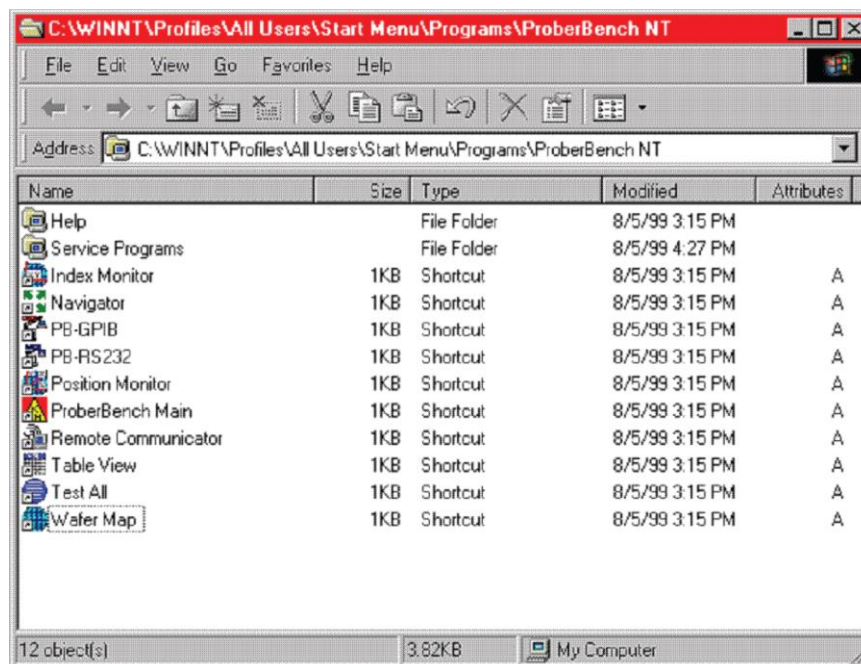 C:\WINNT\Profiles\All Users\Start Menu\Programs\ProberBench NT
File Edit View Go Favorites Help
Address C:\WINNT\Profiles\All Users\Start Menu\Programs\ProberBench NT
Name Size Type Modified Attributes
Help File Folder 8/5/99 3:15 PM
Service Programs File Folder 8/5/99 4:27 PM
Index Monitor 1KB Shortcut 8/5/99 3:15 PM A
Navigator 1KB Shortcut 8/5/99 3:15 PM A
PB-GPIB 1KB Shortcut 8/5/99 3:15 PM A
PB-RS232 1KB Shortcut 8/5/99 3:15 PM A
Position Monitor 1KB Shortcut 8/5/99 3:15 PM A
ProberBench Main 1KB Shortcut 8/5/99 3:15 PM A
Remote Communicator 1KB Shortcut 8/5/99 3:15 PM A
Table View 1KB Shortcut 8/5/99 3:15 PM A
Test All 1KB Shortcut 8/5/99 3:15 PM A
Wafer Map 1KB Shortcut 8/5/99 3:15 PM A
12 object(s) 3.82KB My Computer